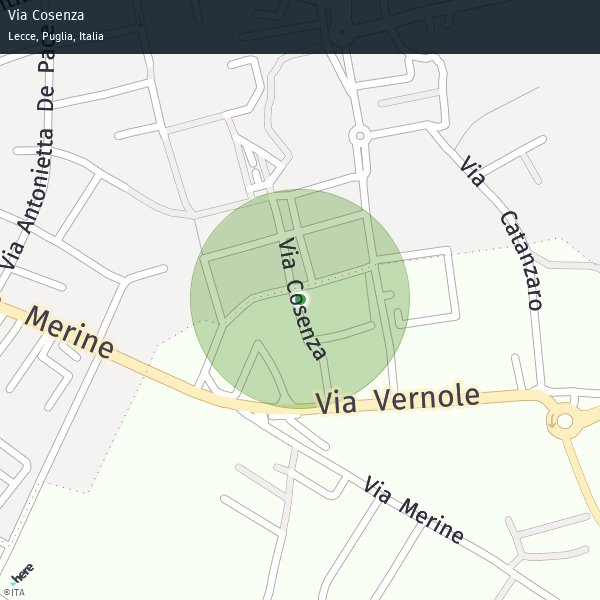 Via Cosenza
Lecce, Puglia, Italia
Via Antonietta De Pace
Via Catanzaro
Via Cosenza
Merine
Via Vernole
Via Merine
here
©ITA